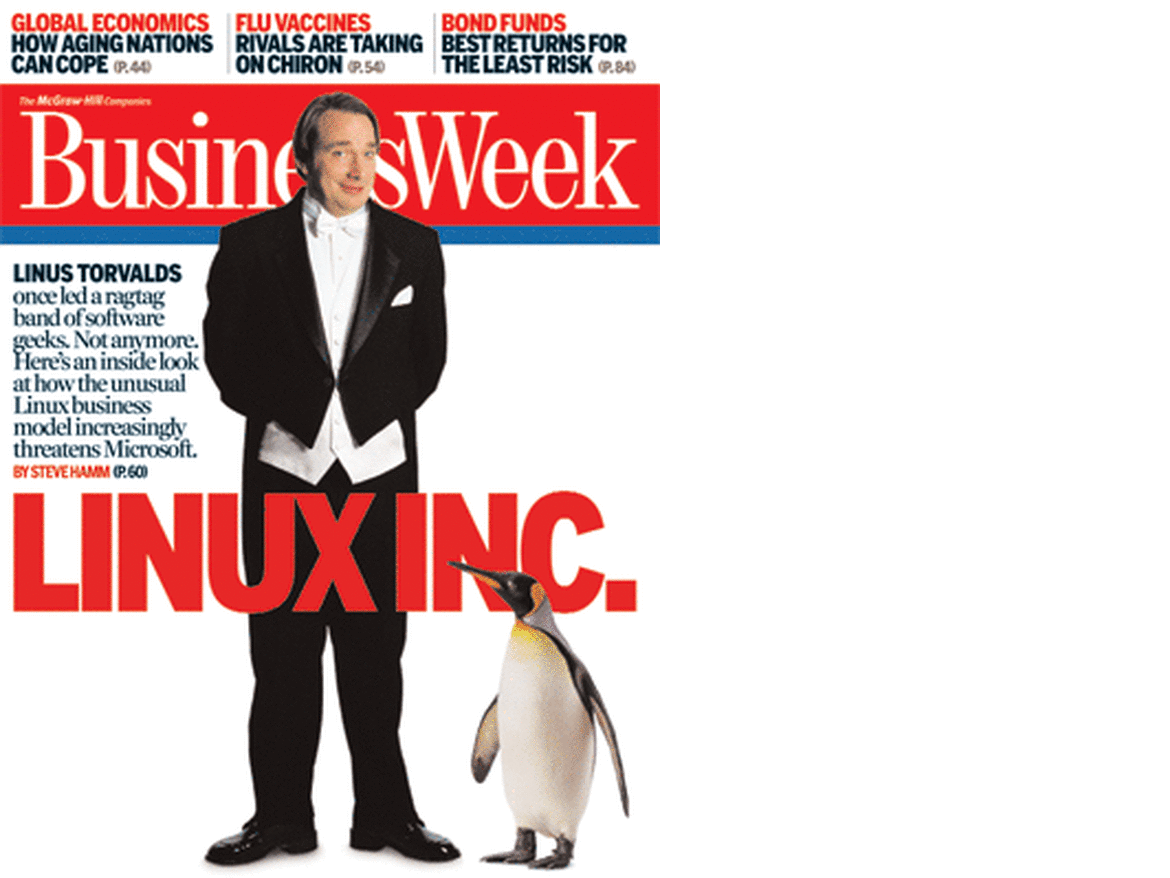 GLOBAL ECONOMICS
HOW AGING NATIONS
CAN COPE (P.44)
FLU VACCINES
RIVALS ARE TAKING
ON CHIRON (P.54)
BOND FUNDS
BEST RETURNS FOR
THE LEAST RISK (P.84)
The McGraw-Hill Companies
BusinessWeek
LINUS TORVALDS
once led a ragtag
band of software
geeks. Not anymore.
Here's an inside look
at how the unusual
Linux business
model increasingly
threatens Microsoft.
BY STEVE HAMM (P.60)
LINUX INC.